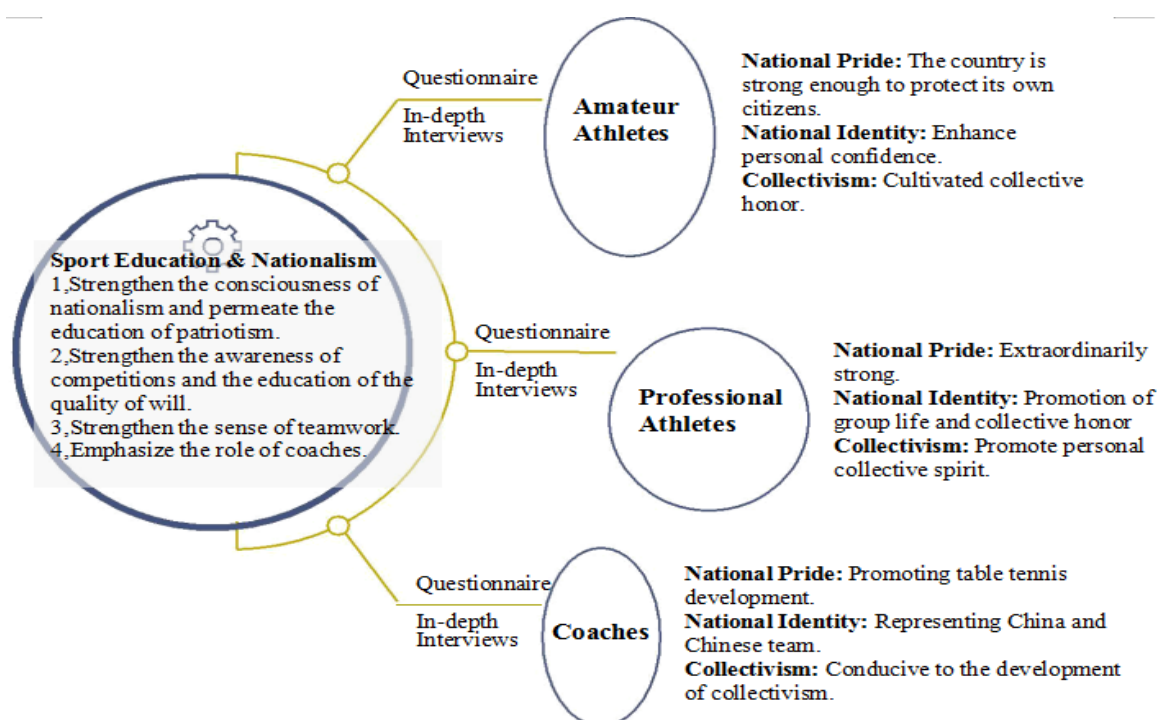 Sport Education & Nationalism
1,Strengthen the consciousness of
nationalism and permeate the
education of patriotism.
2,Strengthen the awareness of
competitions and the education of the
quality of will.
3,Strengthen the sense of teamwork.
4,Emphasize the role of coaches.
Questionnaire
In-depth
Interviews
Amateur
Athletes
National Pride: The country is
strong enough to protect its own
citizens.
National Identity: Enhance
personal confidence.
Collectivism: Cultivated collective
honor.
Questionnaire
In-depth
Interviews
Professional
Athletes
National Pride: Extraordinarily
strong.
National Identity: Promotion of
group life and collective honor
Collectivism: Promote personal
collective spirit.
Questionnaire
In-depth
Interviews
Coaches
National Pride: Promoting table tennis
development.
National Identity: Representing China and
Chinese team.
Collectivism: Conducive to the development
of collectivism.